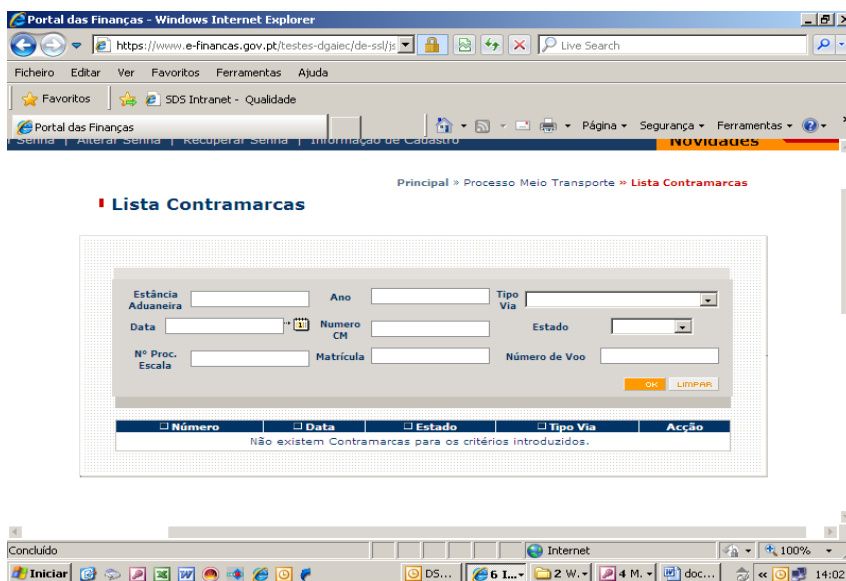 Portal das Finanças - Windows Internet Explorer
https://www.e-financas.gov.pt/testes-dgaiec/de-ssl/js
Live Search
Ficheiro Editar Ver Favoritos Ferramentas Ajuda
Favoritos SDS Intranet - Qualidade
Portal das Finanças Página Segurança Ferramentas
Senha | Alterar Senha | Recuperar Senha | Informação de Cadastro Novidades
Principal » Processo Meio Transporte » Lista Contramarcas
Lista Contramarcas
Estância Aduaneira Ano Tipo Via
Data Numero CM Estado
Nº Proc. Escala Matrícula Número de Voo
OK LIMPAR
Número Data Estado Tipo Via Acção
Não existem Contramarcas para os critérios introduzidos.
Concluído Internet 100%
Iniciar DS... 6 I... 2 W. 4 M. doc... « 14:02